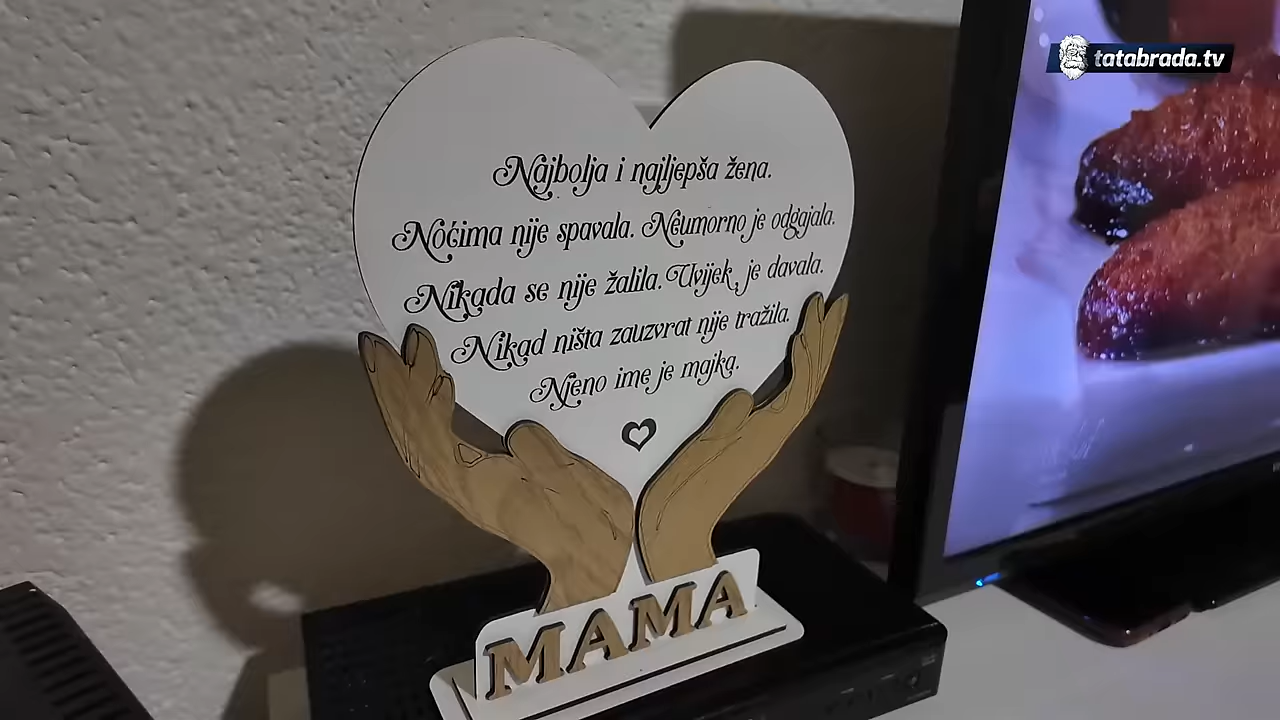 tatabrada.tv
Najbolja i najljepša žena.
Noćima nije spavala. Neumorno je odgajala.
Nikada se nije žalila. Uvijek je davala.
Nikad ništa zauzvrat nije tražila.
Njeno ime je majka.
MAMA